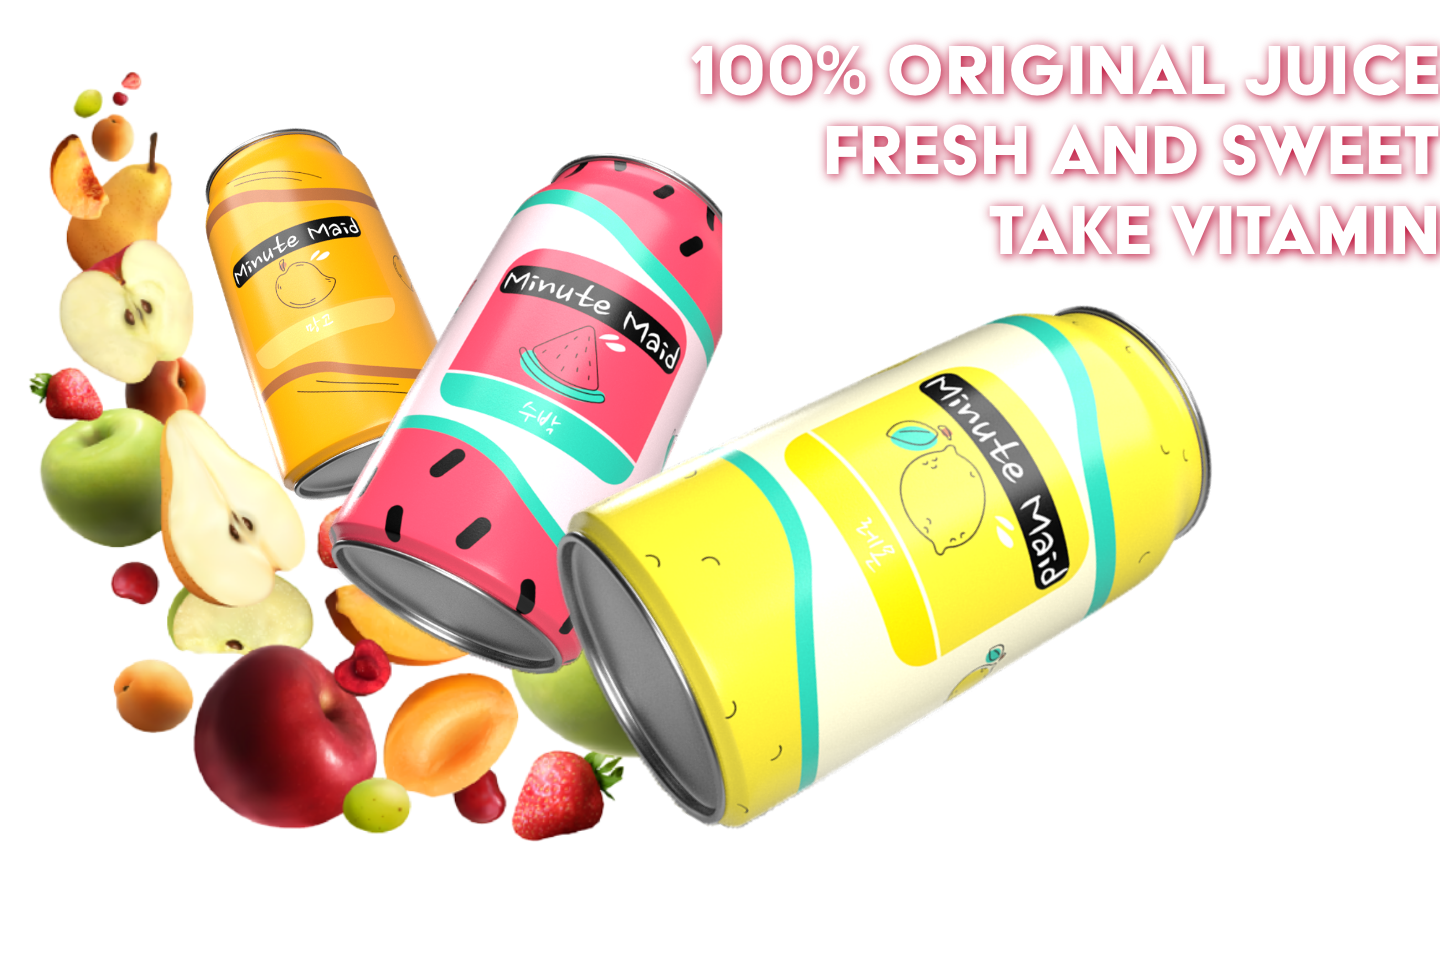 100% ORIGINAL JUICE
FRESH AND SWEET
TAKE VITAMIN
Minute Maid
망고
Minute Maid
수박
Minute Maid
레몬